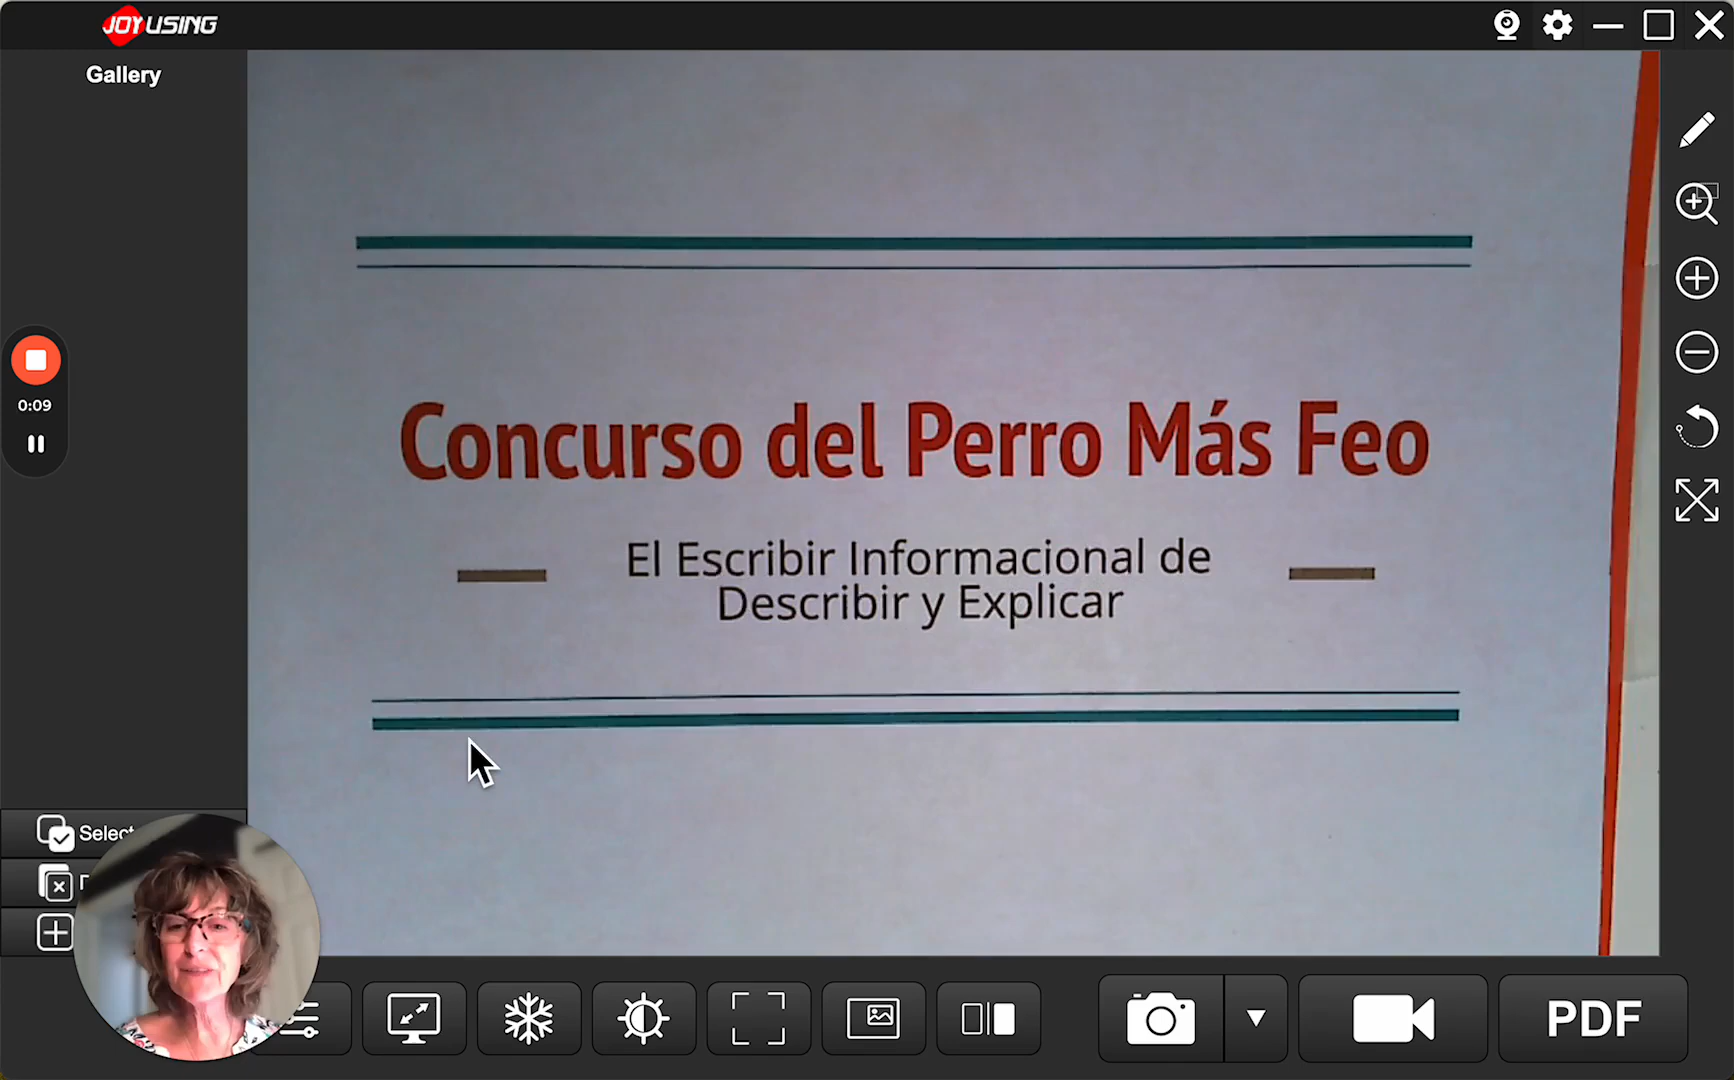 JOYUSING
Gallery
0:09
Concurso del Perro Más Feo
El Escribir Informacional de
Describir y Explicar
Select
PDF